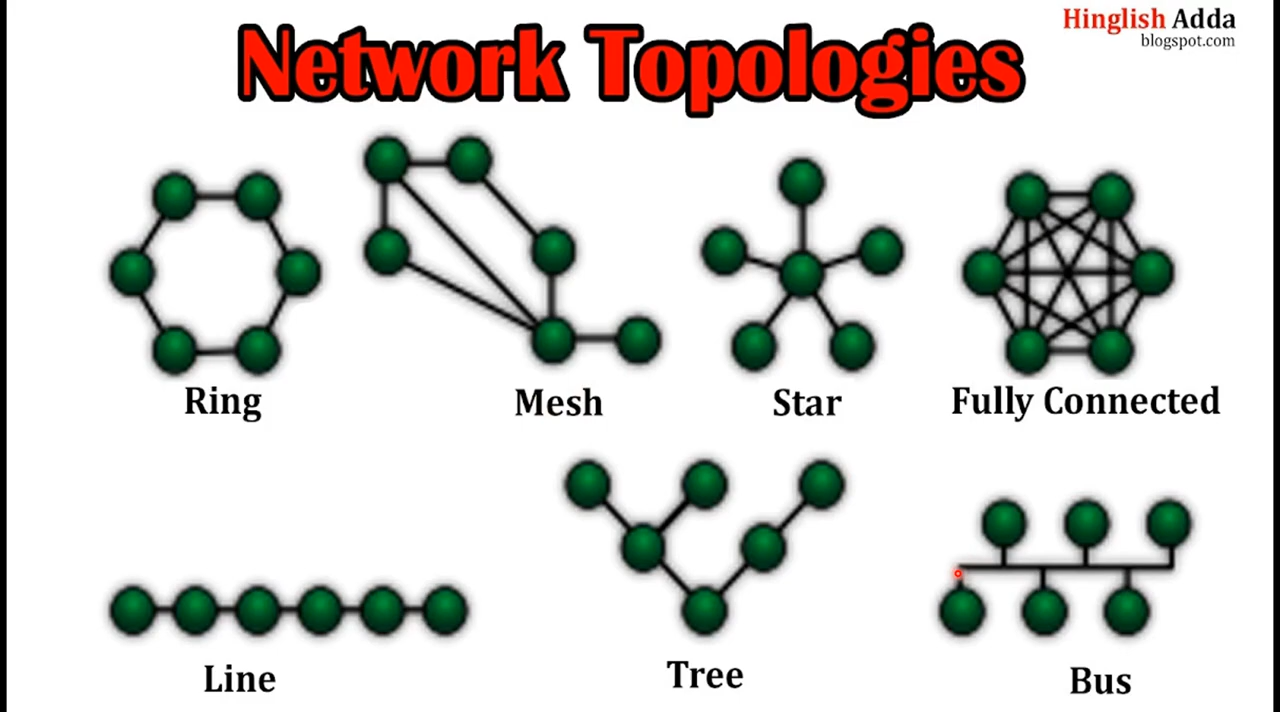 Hinglish Adda
blogspot.com
Network Topologies
Ring
Mesh
Star
Fully Connected
Line
Tree
Bus